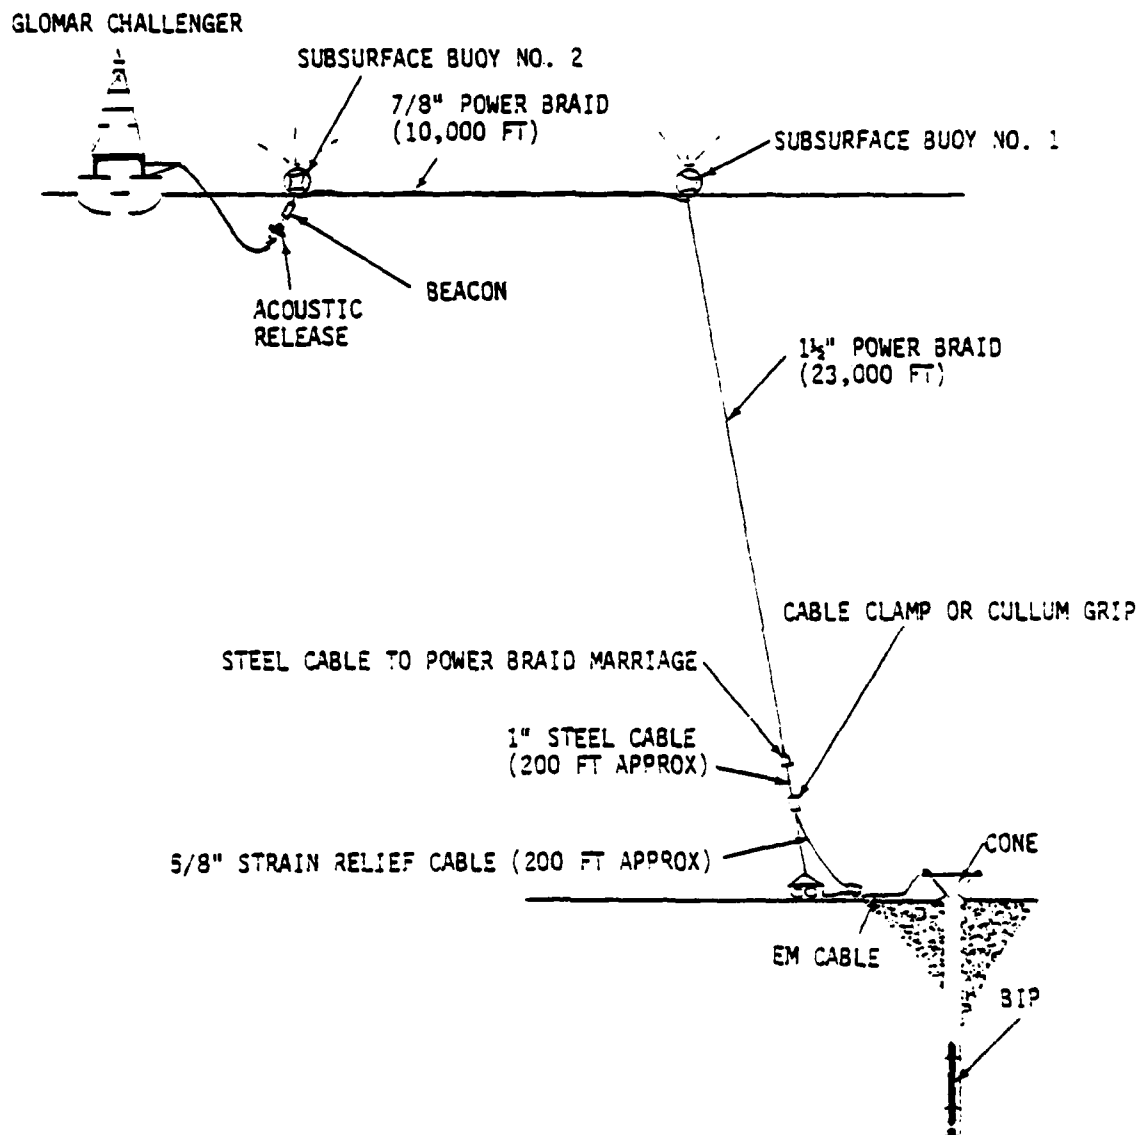 GLOMAR CHALLENGER
SUBSURFACE BUOY NO. 2
7/8" POWER BRAID
(10,000 FT)
SUBSURFACE BUOY NO. 1
BEACON
ACOUSTIC
RELEASE
1½" POWER BRAID
(23,000 FT)
CABLE CLAMP OR CULLUM GRIP
STEEL CABLE TO POWER BRAID MARRIAGE
1" STEEL CABLE
(200 FT APPROX)
CONE
5/8" STRAIN RELIEF CABLE (200 FT APPROX)
EM CABLE
BIP